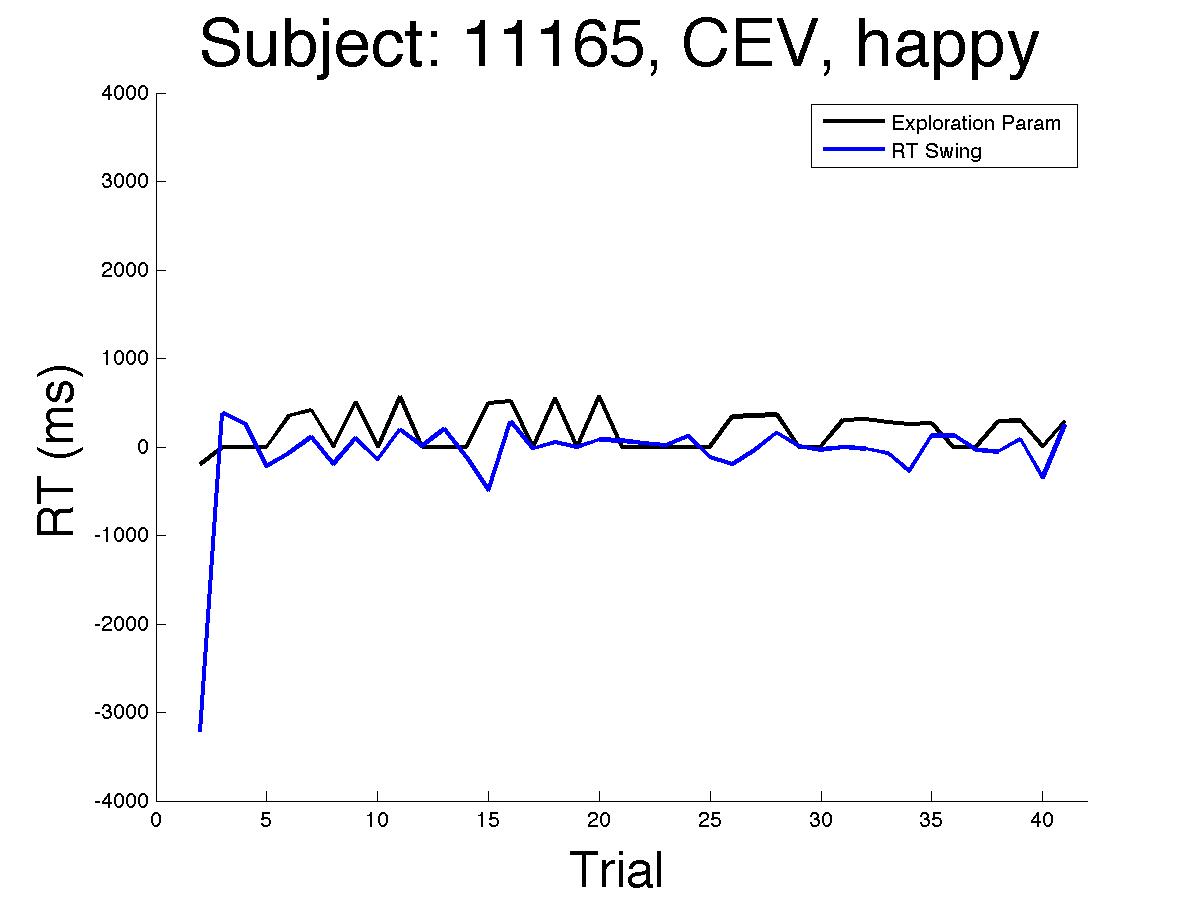 Subject: 11165, CEV, happy
4000
3000
2000
1000
0
-1000
-2000
-3000
-4000
RT (ms)
Exploration Param
RT Swing
0 5 10 15 20 25 30 35 40
Trial